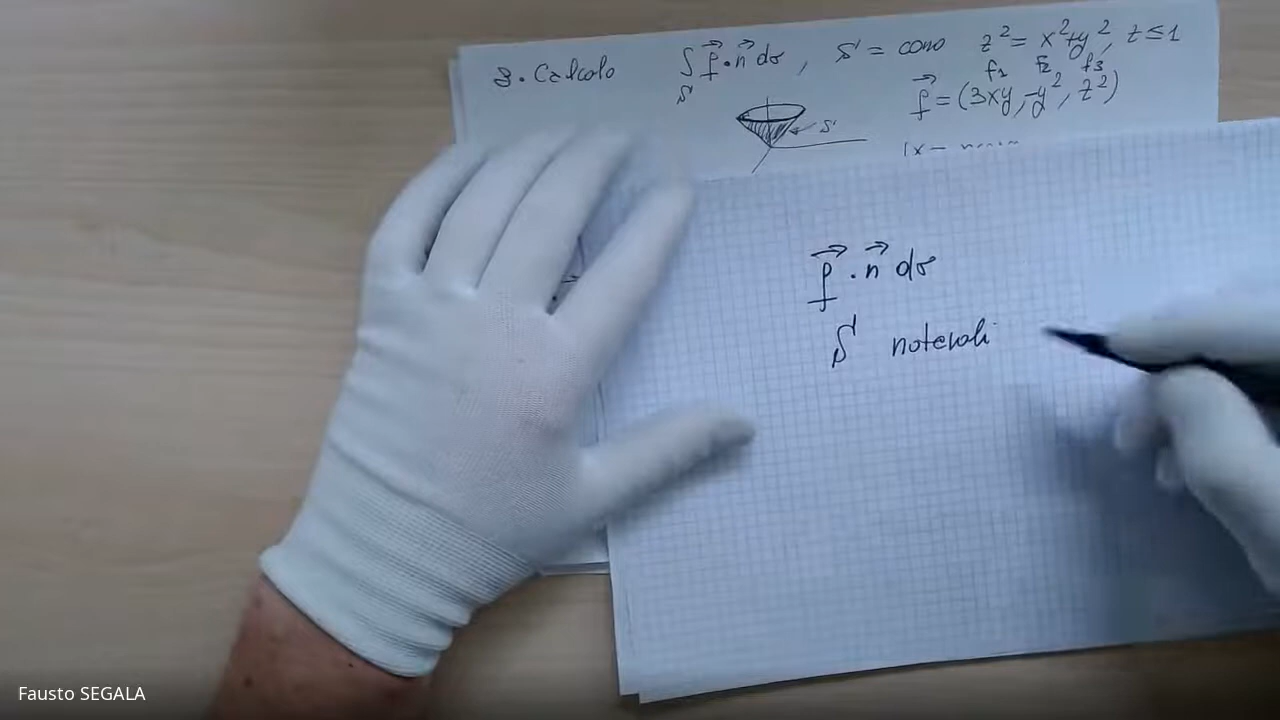 8. Calcolo ∫_S f⃗ · n⃗ dσ, S = cono z² = x²+y², z ≤ 1
f1 f2 f3
f⃗ = (3xy, -y², z²)
S
f⃗ · n⃗ dσ
S notevoli
Fausto SEGALA